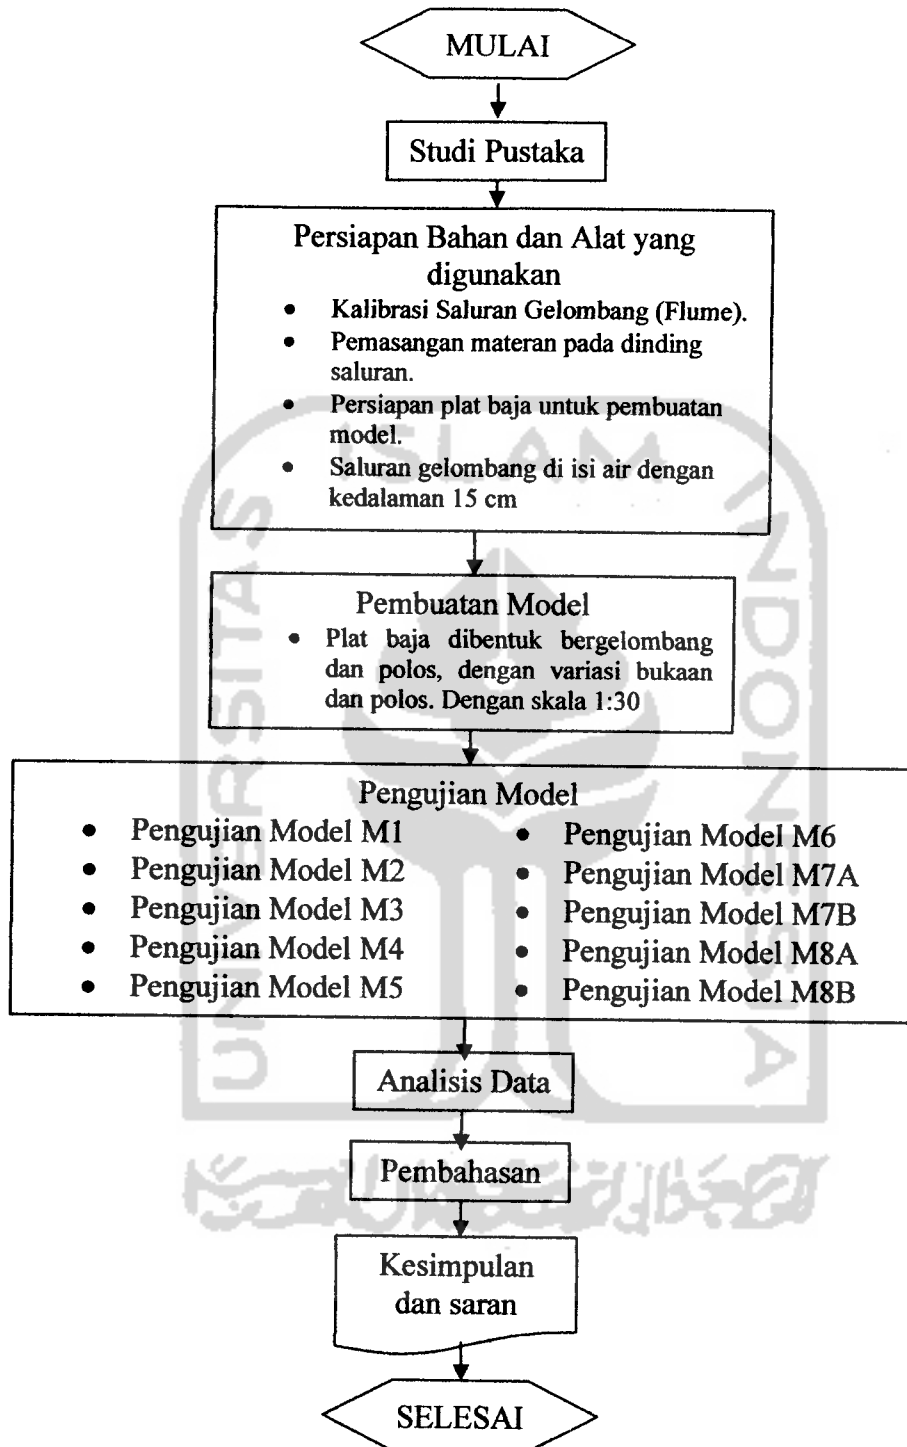 MULAI
Studi Pustaka
Persiapan Bahan dan Alat yang
digunakan
• Kalibrasi Saluran Gelombang (Flume).
• Pemasangan materan pada dinding
saluran.
• Persiapan plat baja untuk pembuatan
model.
• Saluran gelombang di isi air dengan
kedalaman 15 cm
Pembuatan Model
• Plat baja dibentuk bergelombang
dan polos, dengan variasi bukaan
dan polos. Dengan skala 1:30
Pengujian Model
• Pengujian Model M1
• Pengujian Model M2
• Pengujian Model M3
• Pengujian Model M4
• Pengujian Model M5
• Pengujian Model M6
• Pengujian Model M7A
• Pengujian Model M7B
• Pengujian Model M8A
• Pengujian Model M8B
Analisis Data
Pembahasan
Kesimpulan
dan saran
SELESAI
UNIVERSITAS
ISLAM
INDONESIA